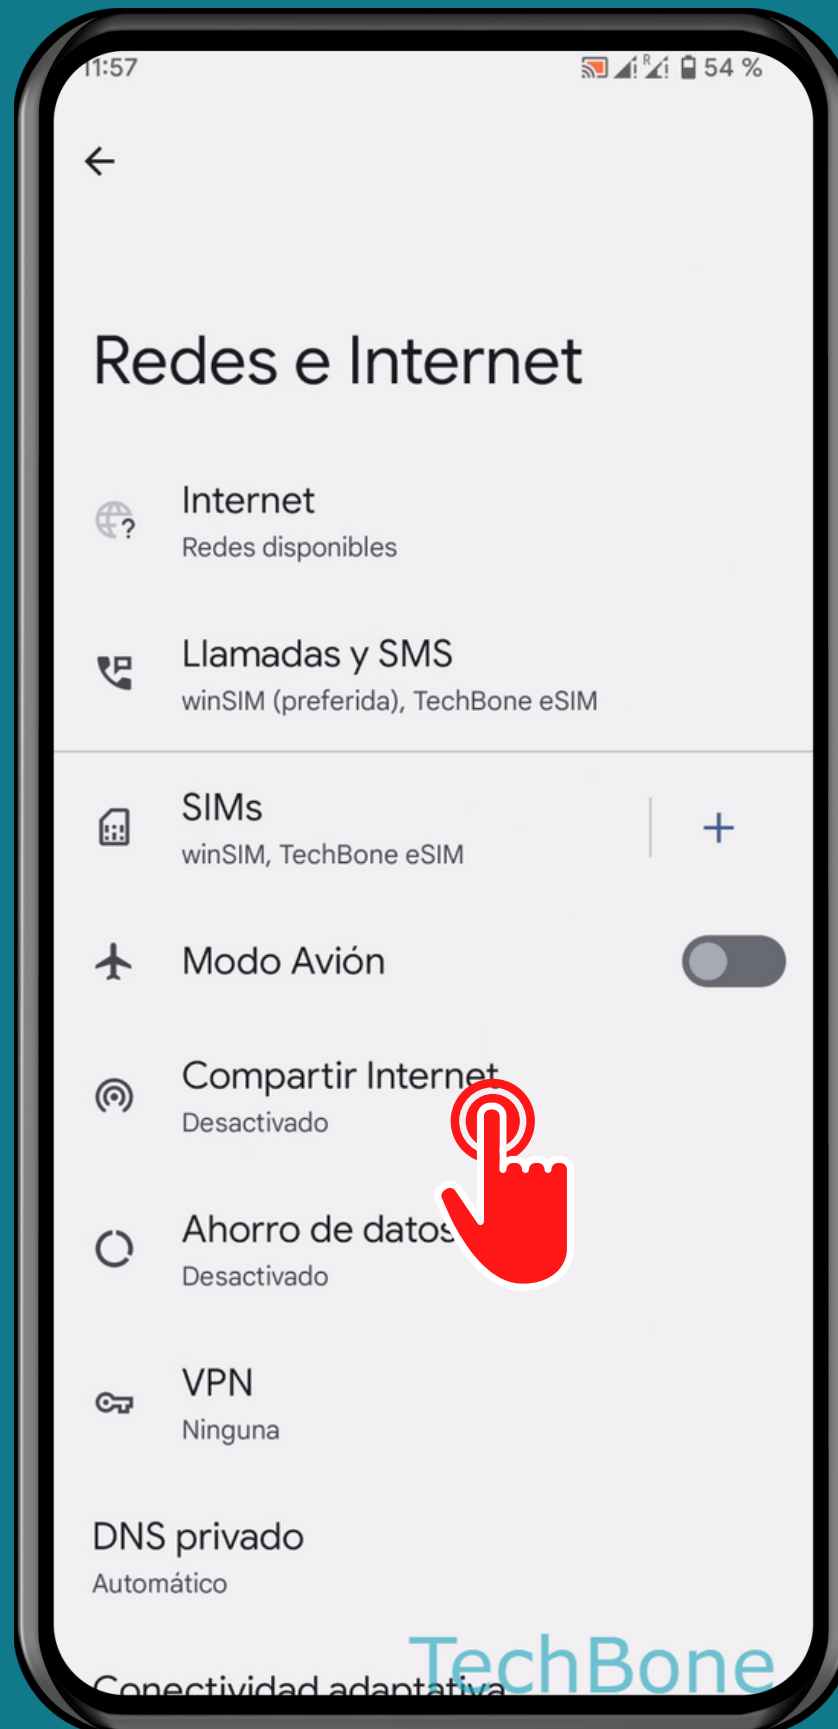 11:57
R
54 %
Redes e Internet
Internet
Redes disponibles
Llamadas y SMS
winSIM (preferida), TechBone eSIM
SIMs
winSIM, TechBone eSIM
Modo Avión
Compartir Internet
Desactivado
Ahorro de datos
Desactivado
VPN
Ninguna
DNS privado
Automático
Conectividad adaptativa
TechBone